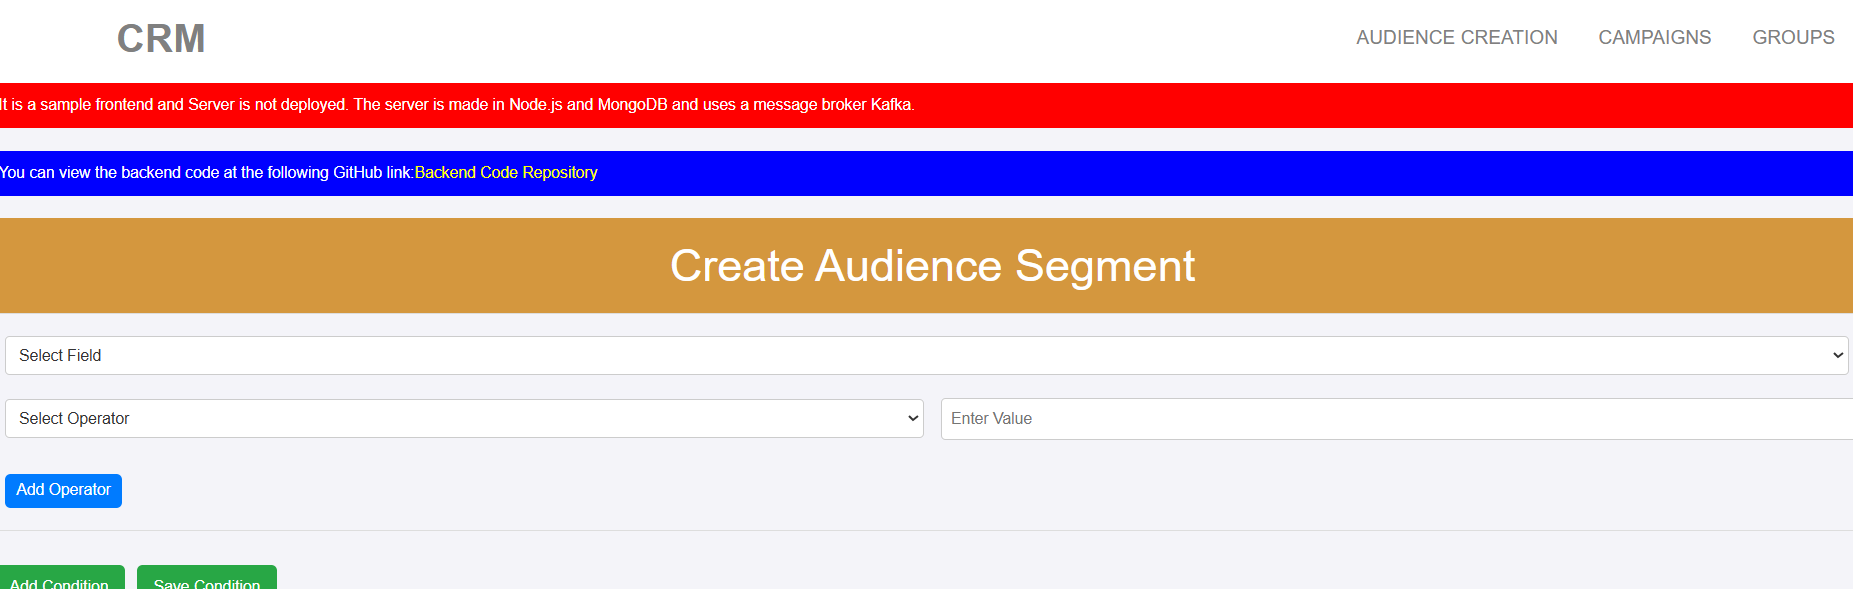 CRM
AUDIENCE CREATION CAMPAIGNS GROUPS
It is a sample frontend and Server is not deployed. The server is made in Node.js and MongoDB and uses a message broker Kafka.
You can view the backend code at the following GitHub link:Backend Code Repository
Create Audience Segment
Select Field
Select Operator
Enter Value
Add Operator
Add Condition Save Condition